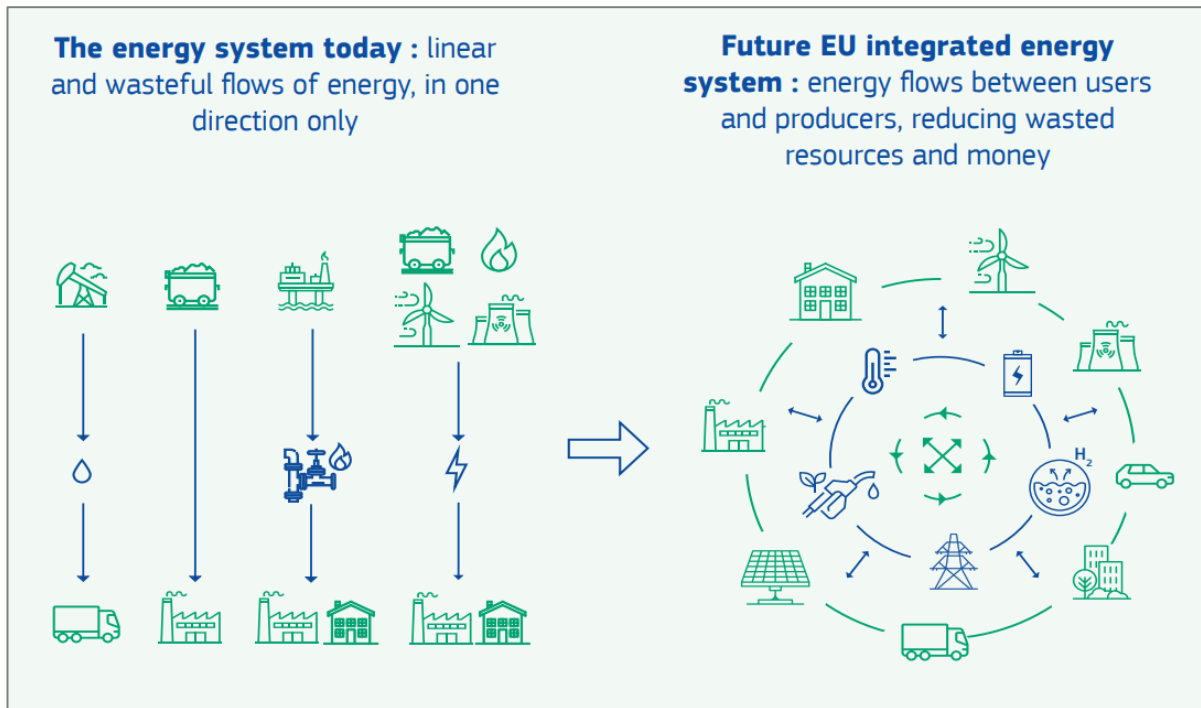 The energy system today : linear
and wasteful flows of energy, in one
direction only
Future EU integrated energy
system : energy flows between users
and producers, reducing wasted
resources and money
H₂